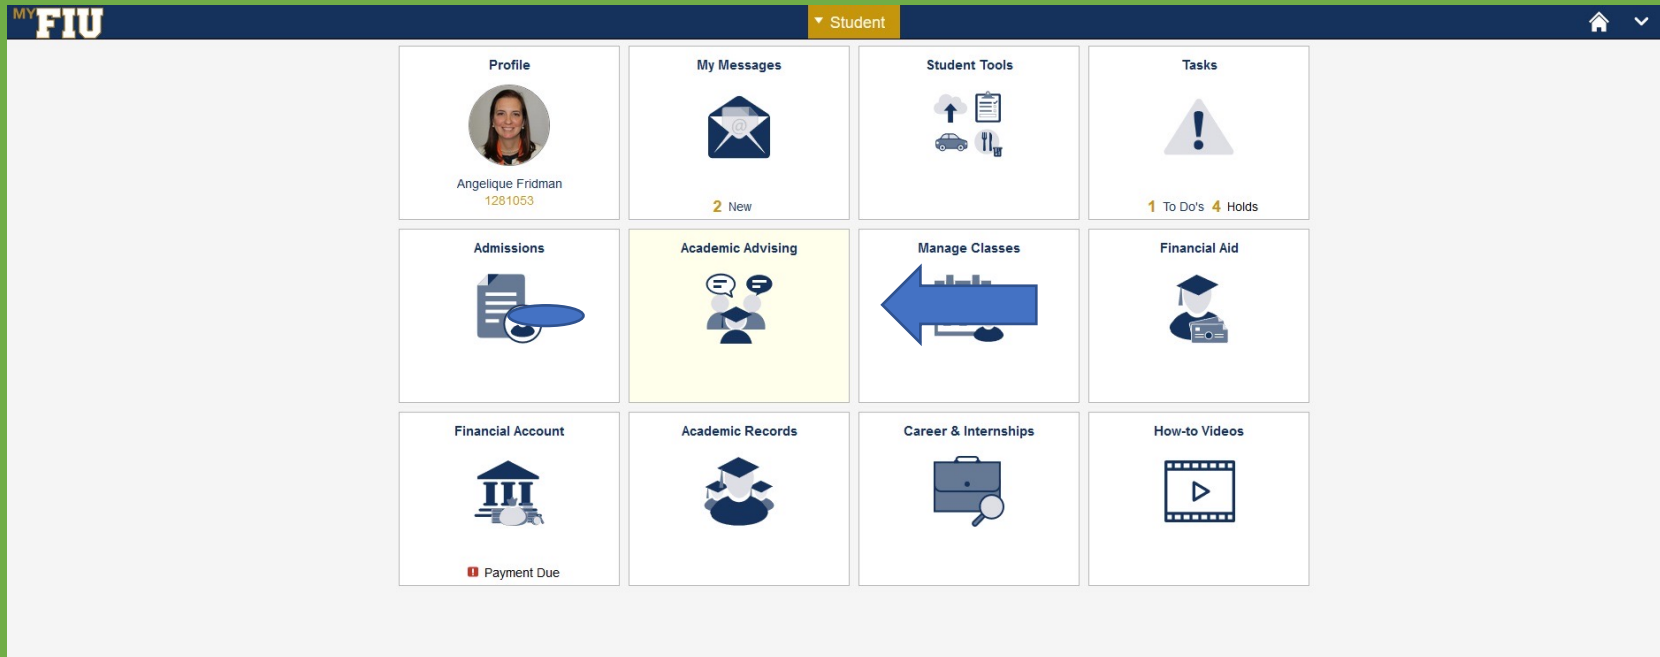 MY FIU
Student
Profile
Angelique Fridman
1281053
My Messages
@
2 New
Student Tools
Tasks
!
1 To Do's 4 Holds
Admissions
Academic Advising
Manage Classes
Financial Aid
Financial Account
! Payment Due
Academic Records
Career & Internships
How-to Videos